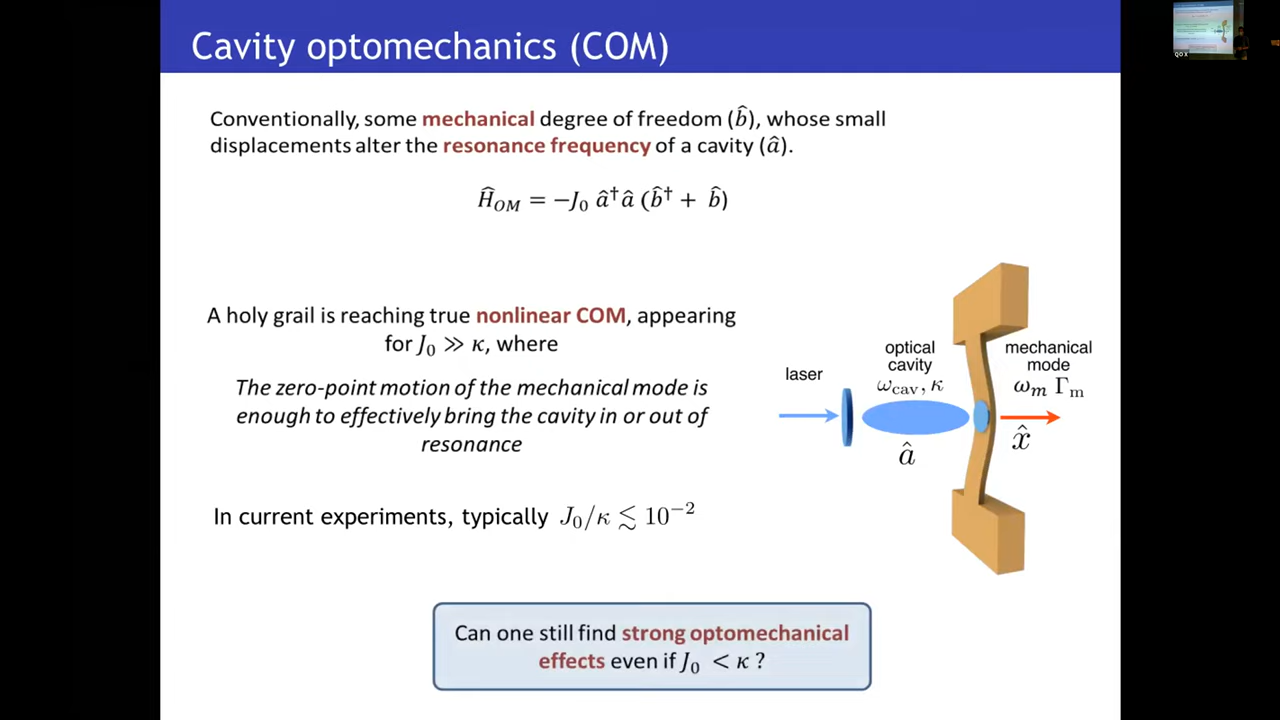 Cavity optomechanics (COM)
Conventionally, some mechanical degree of freedom (b̂), whose small
displacements alter the resonance frequency of a cavity (â).
Ĥ_OM = −J₀ â†â (b̂† + b̂)
A holy grail is reaching true nonlinear COM, appearing
for J₀ ≫ κ, where
The zero-point motion of the mechanical mode is
enough to effectively bring the cavity in or out of
resonance
In current experiments, typically J₀/κ ≲ 10⁻²
laser
optical
cavity
ω_cav, κ
â
mechanical
mode
ω_m Γ_m
x̂
Can one still find strong optomechanical
effects even if J₀ < κ ?